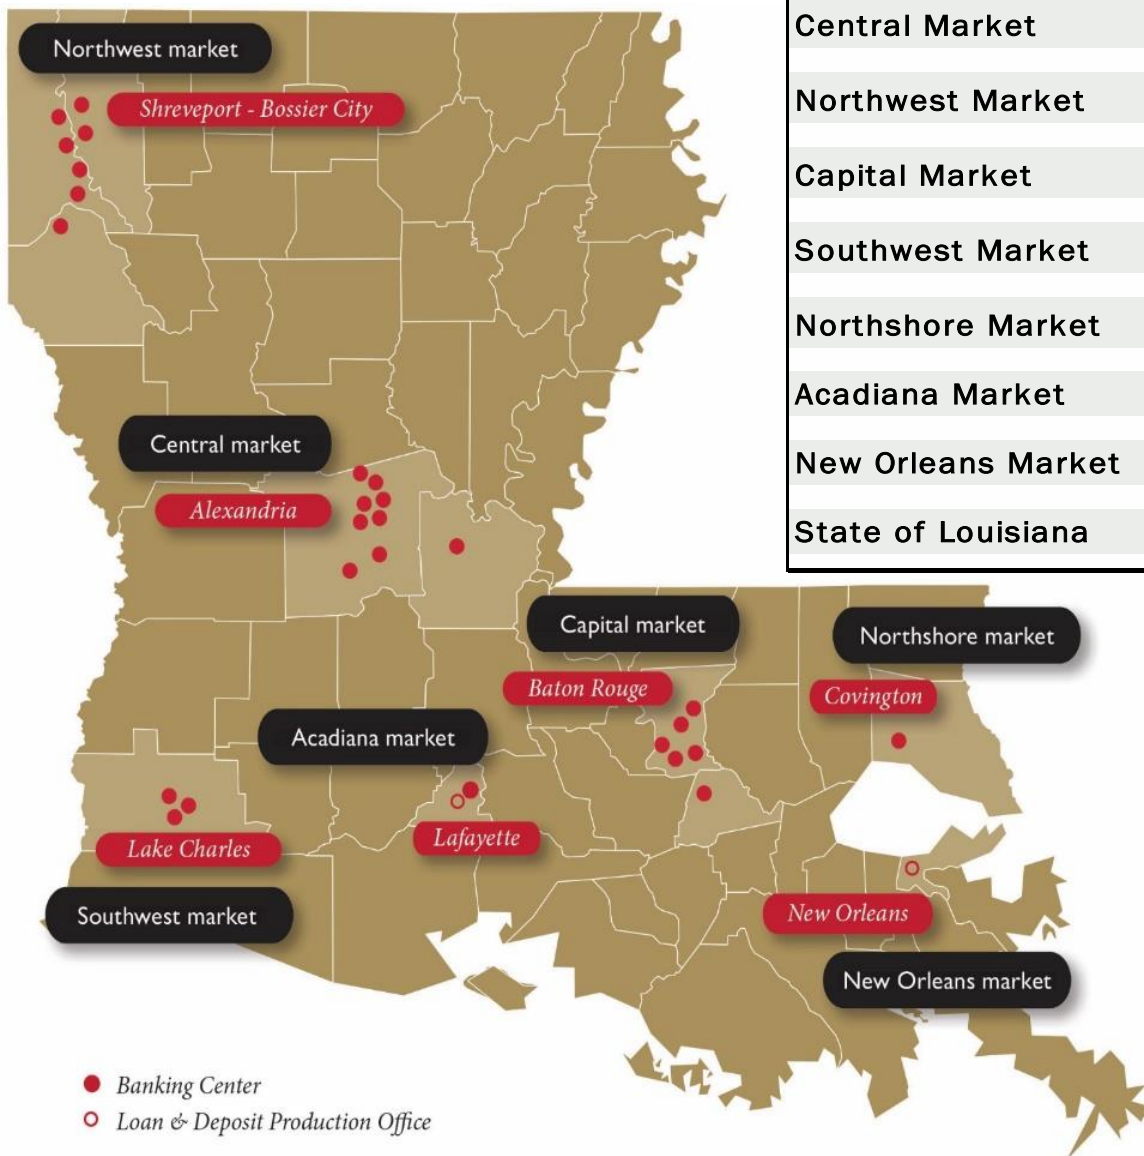 Northwest market
Shreveport - Bossier City
Central market
Alexandria
Capital market
Baton Rouge
Northshore market
Covington
Acadiana market
Lafayette
Lake Charles
Southwest market
New Orleans
New Orleans market
Banking Center
Loan & Deposit Production Office
Central Market
Northwest Market
Capital Market
Southwest Market
Northshore Market
Acadiana Market
New Orleans Market
State of Louisiana